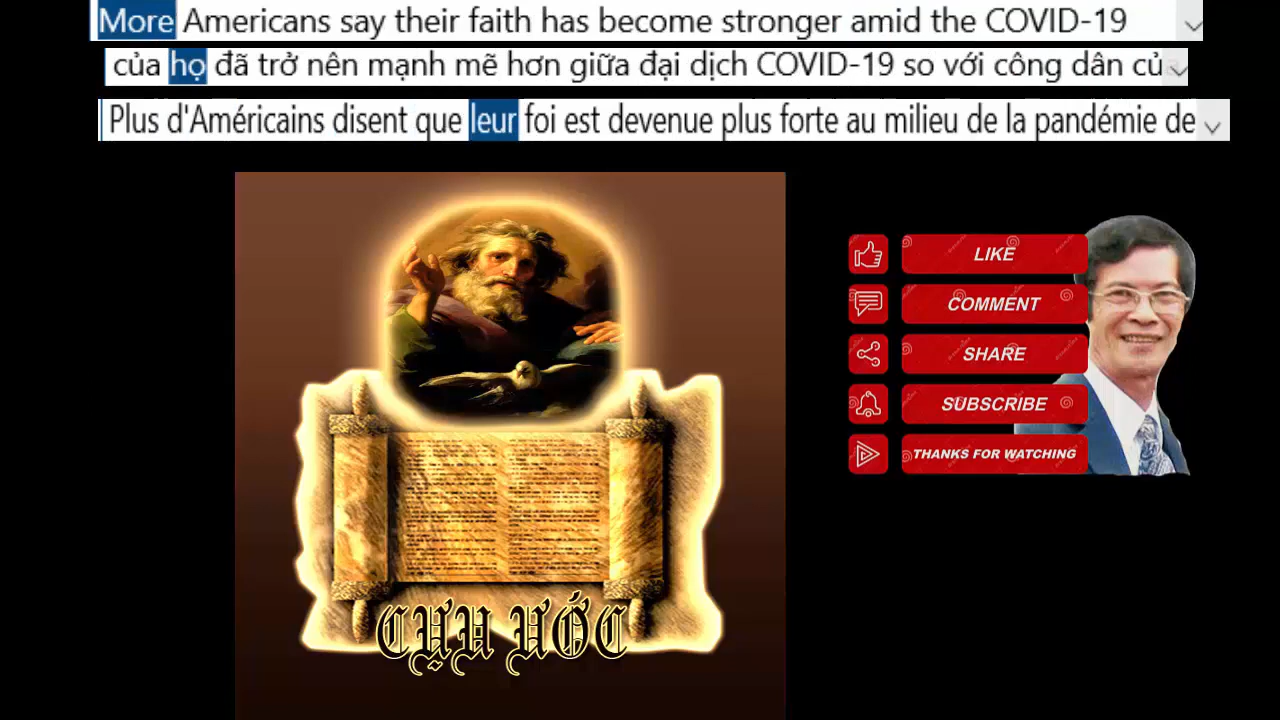 More Americans say their faith has become stronger amid the COVID-19
của họ đã trở nên mạnh mẽ hơn giữa đại dịch COVID-19 so với công dân của
Plus d'Américains disent que leur foi est devenue plus forte au milieu de la pandémie de
LIKE
COMMENT
SHARE
SUBSCRIBE
THANKS FOR WATCHING
CỰU ƯỚC